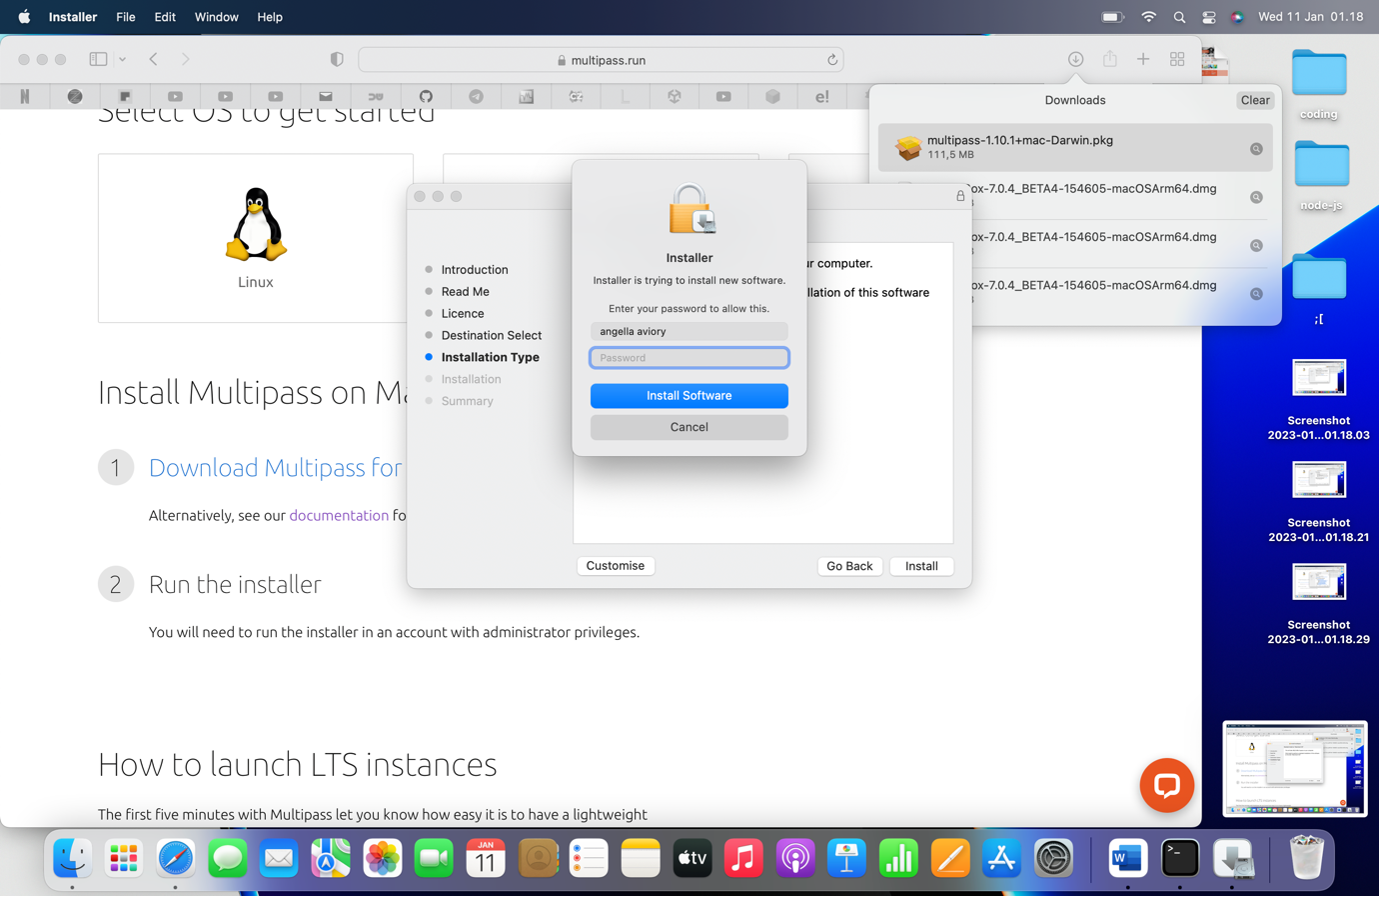 Installer File Edit Window Help
Wed 11 Jan 01.18
multipass.run
e!
Downloads
Clear
multipass-1.10.1+mac-Darwin.pkg
111,5 MB
ox-7.0.4_BETA4-154605-macOSArm64.dmg
ox-7.0.4_BETA4-154605-macOSArm64.dmg
ox-7.0.4_BETA4-154605-macOSArm64.dmg
coding
node-js
;[
Screenshot
2023-01...01.18.03
Screenshot
2023-01...01.18.21
Screenshot
2023-01...01.18.29
Select OS to get started
Linux
Install Multipass on Ma
1
Download Multipass for
Alternatively, see our documentation fo
2
Run the installer
You will need to run the installer in an account with administrator privileges.
How to launch LTS instances
The first five minutes with Multipass let you know how easy it is to have a lightweight
Introduction
Read Me
Licence
Destination Select
Installation Type
Installation
Summary
ur computer.
llation of this software
Customise
Go Back
Install
Installer
Installer is trying to install new software.
Enter your password to allow this.
angella aviory
Password
Install Software
Cancel
JAN
11
tv
W
>_